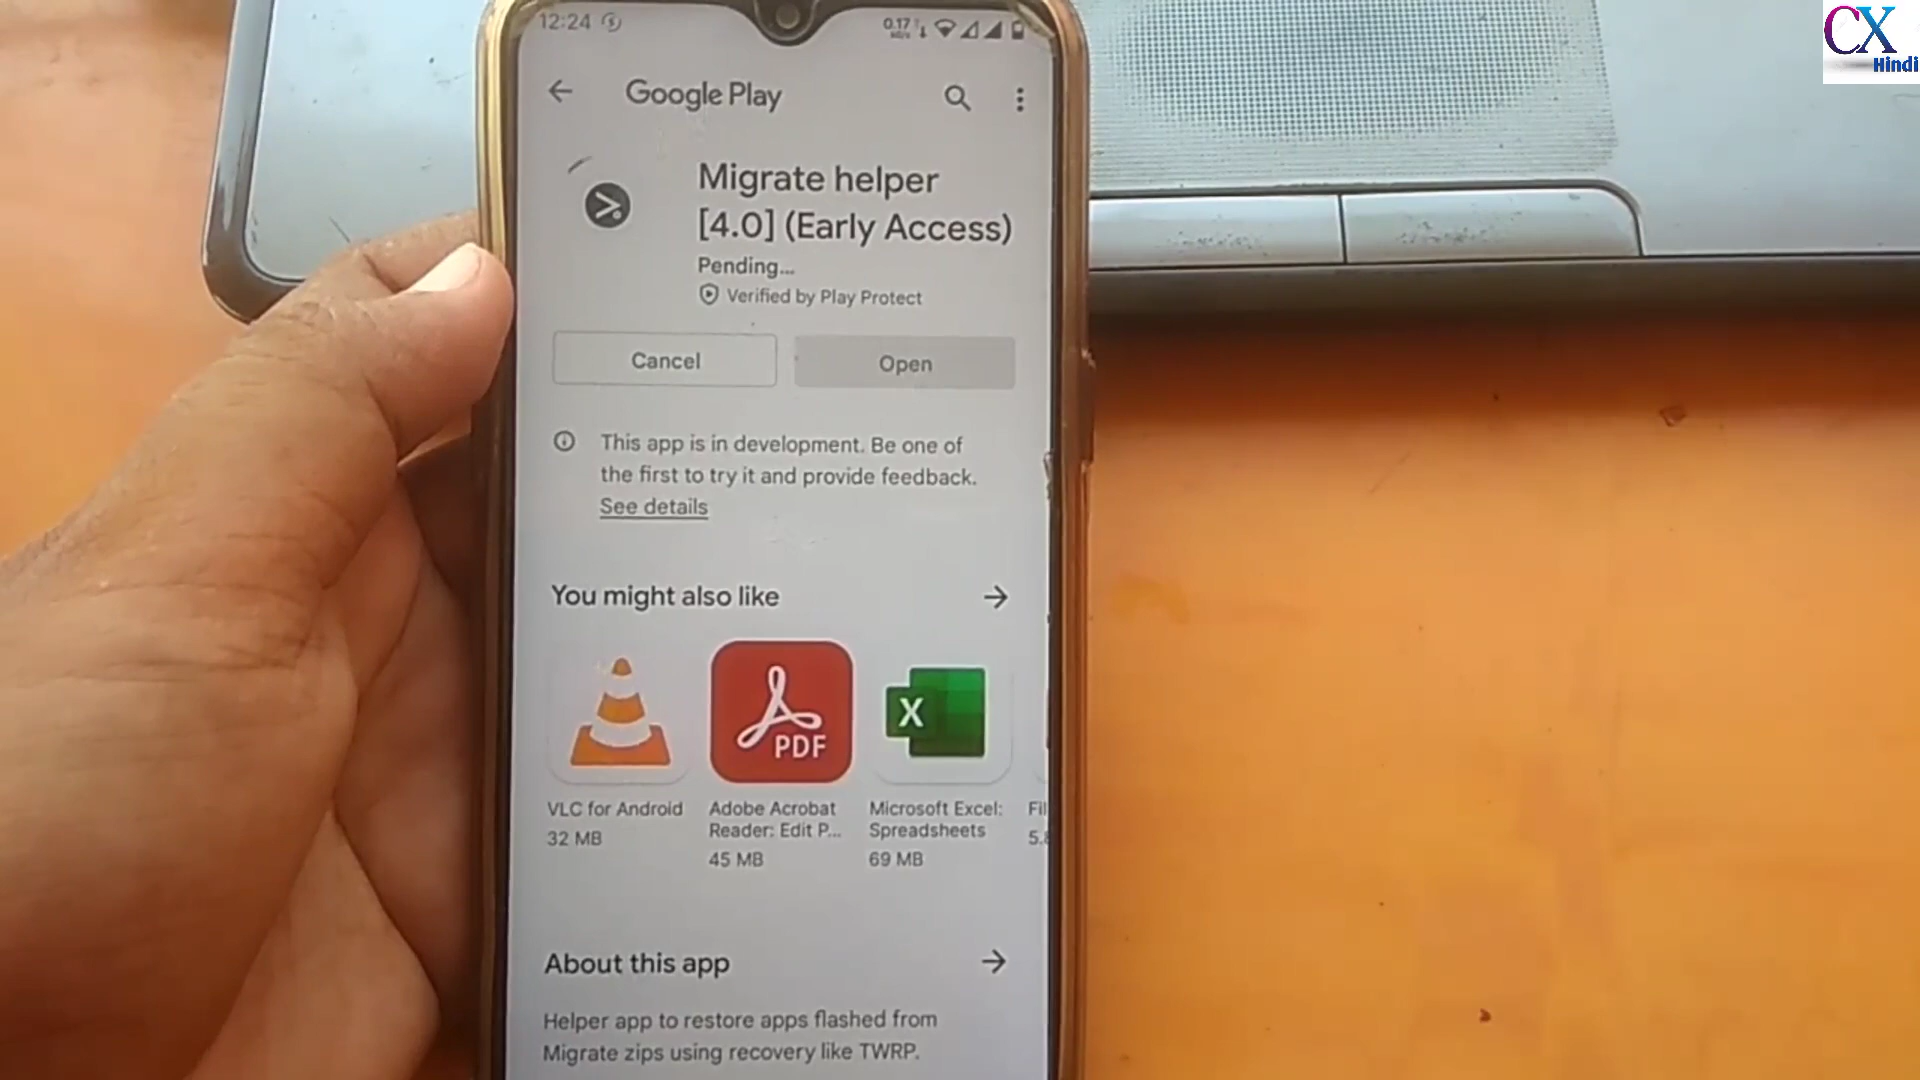 CX
Hindi
12:24
0.17
Google Play
Migrate helper
[4.0] (Early Access)
Pending...
Verified by Play Protect
Cancel
Open
This app is in development. Be one of
the first to try it and provide feedback.
See details
You might also like
X
PDF
VLC for Android
32 MB
Adobe Acrobat
Reader: Edit P...
45 MB
Microsoft Excel:
Spreadsheets
69 MB
Fil
About this app
Helper app to restore apps flashed from
Migrate zips using recovery like TWRP.